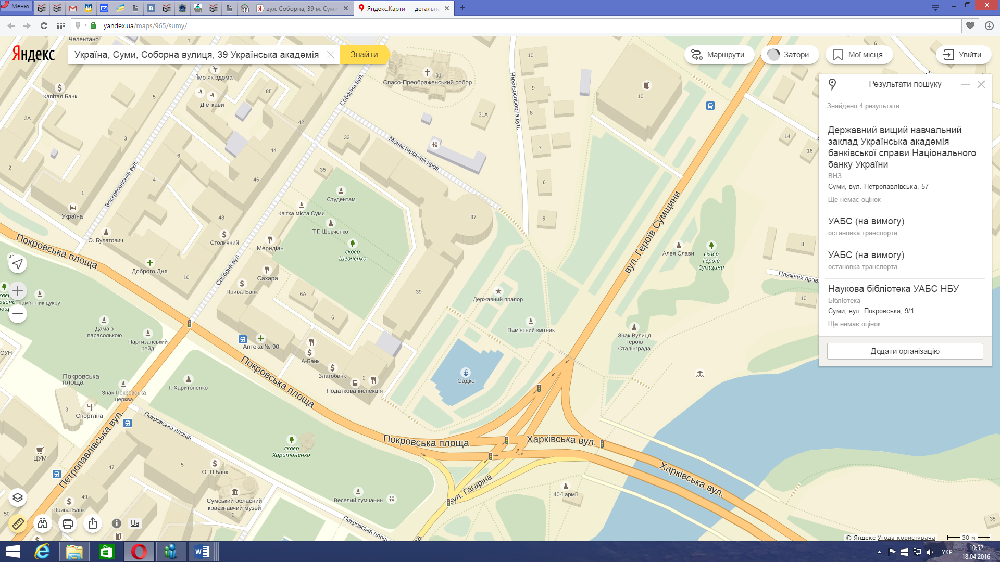 Меню
вул. Соборна, 39 м. Суми
Яндекс.Карти — детальна
yandex.ua/maps/965/sumy/
Яндекс
Україна, Суми, Соборна вулиця, 39 Українська академія
Знайти
Маршрути
Затори
Мої місця
Увійти
Результати пошуку
Знайдено 4 результати
Державний вищий навчальний
заклад Українська академія
банківської справи Національного
банку України
ВНЗ
Суми, вул. Петропавлівська, 57
Ще немає оцінок
УАБС (на вимогу)
остановка транспорта
УАБС (на вимогу)
остановка транспорта
Наукова бібліотека УАБС НБУ
Бібліотека
Суми, вул. Покровська, 9/1
Ще немає оцінок
Додати організацію
Челентано
7
Їмо як вдома
Капітал Банк
5
8Г
Дім кави
2А
3
42
2
6
44
4
46
1
Україна
Воскресенська вул.
48
Столичний
О. Булатович
Доброго Дня
10
Соборна вул.
Соборна вул.
Спасо-Преображенський собор
31
31А
33
Монастирський пров.
35
Студентам
Квітка міста Суми
Т.Г. Шевченко
сквер
Шевченко
37
39
Меридіан
Сахара
ПриватБанк
6А
6
Нижньособорна вул.
10
9
8
7
6
5
10
6
14
16
8
10
35
вул. Героїв Сумщини
Алея Слави
сквер
Героїв
Сумщини
Пляжний пров.
Державний прапор
Пам'ятний квітник
Знак Вулиця
Героїв
Сталінграда
Садко
Покровська площа
пам'ятник цукру
Дама з
парасолькою
Партизанський
рейд
Аптека № 90
А-Банк
Златобанк
2
Податкова інспекція
Покровська площа
Покровська
площа
Знак Покровська
церква
І. Харитоненко
3
Спортліга
Петропавлівська вул.
Покровська площа
сквер
Харитоненко
Покровська площа
Харківська вул.
Харківська вул.
вул. Гагаріна
ЦУМ
47
5
ОТП Банк
49
50
ПриватБанк
Сумський обласний
краєзнавчий музей
2
Веселий сумчанин
40-ї армії
Покровська площа
ОУН
Ua
© Яндекс Угода користувача
30 м
УКР
10:52
18.04.2016